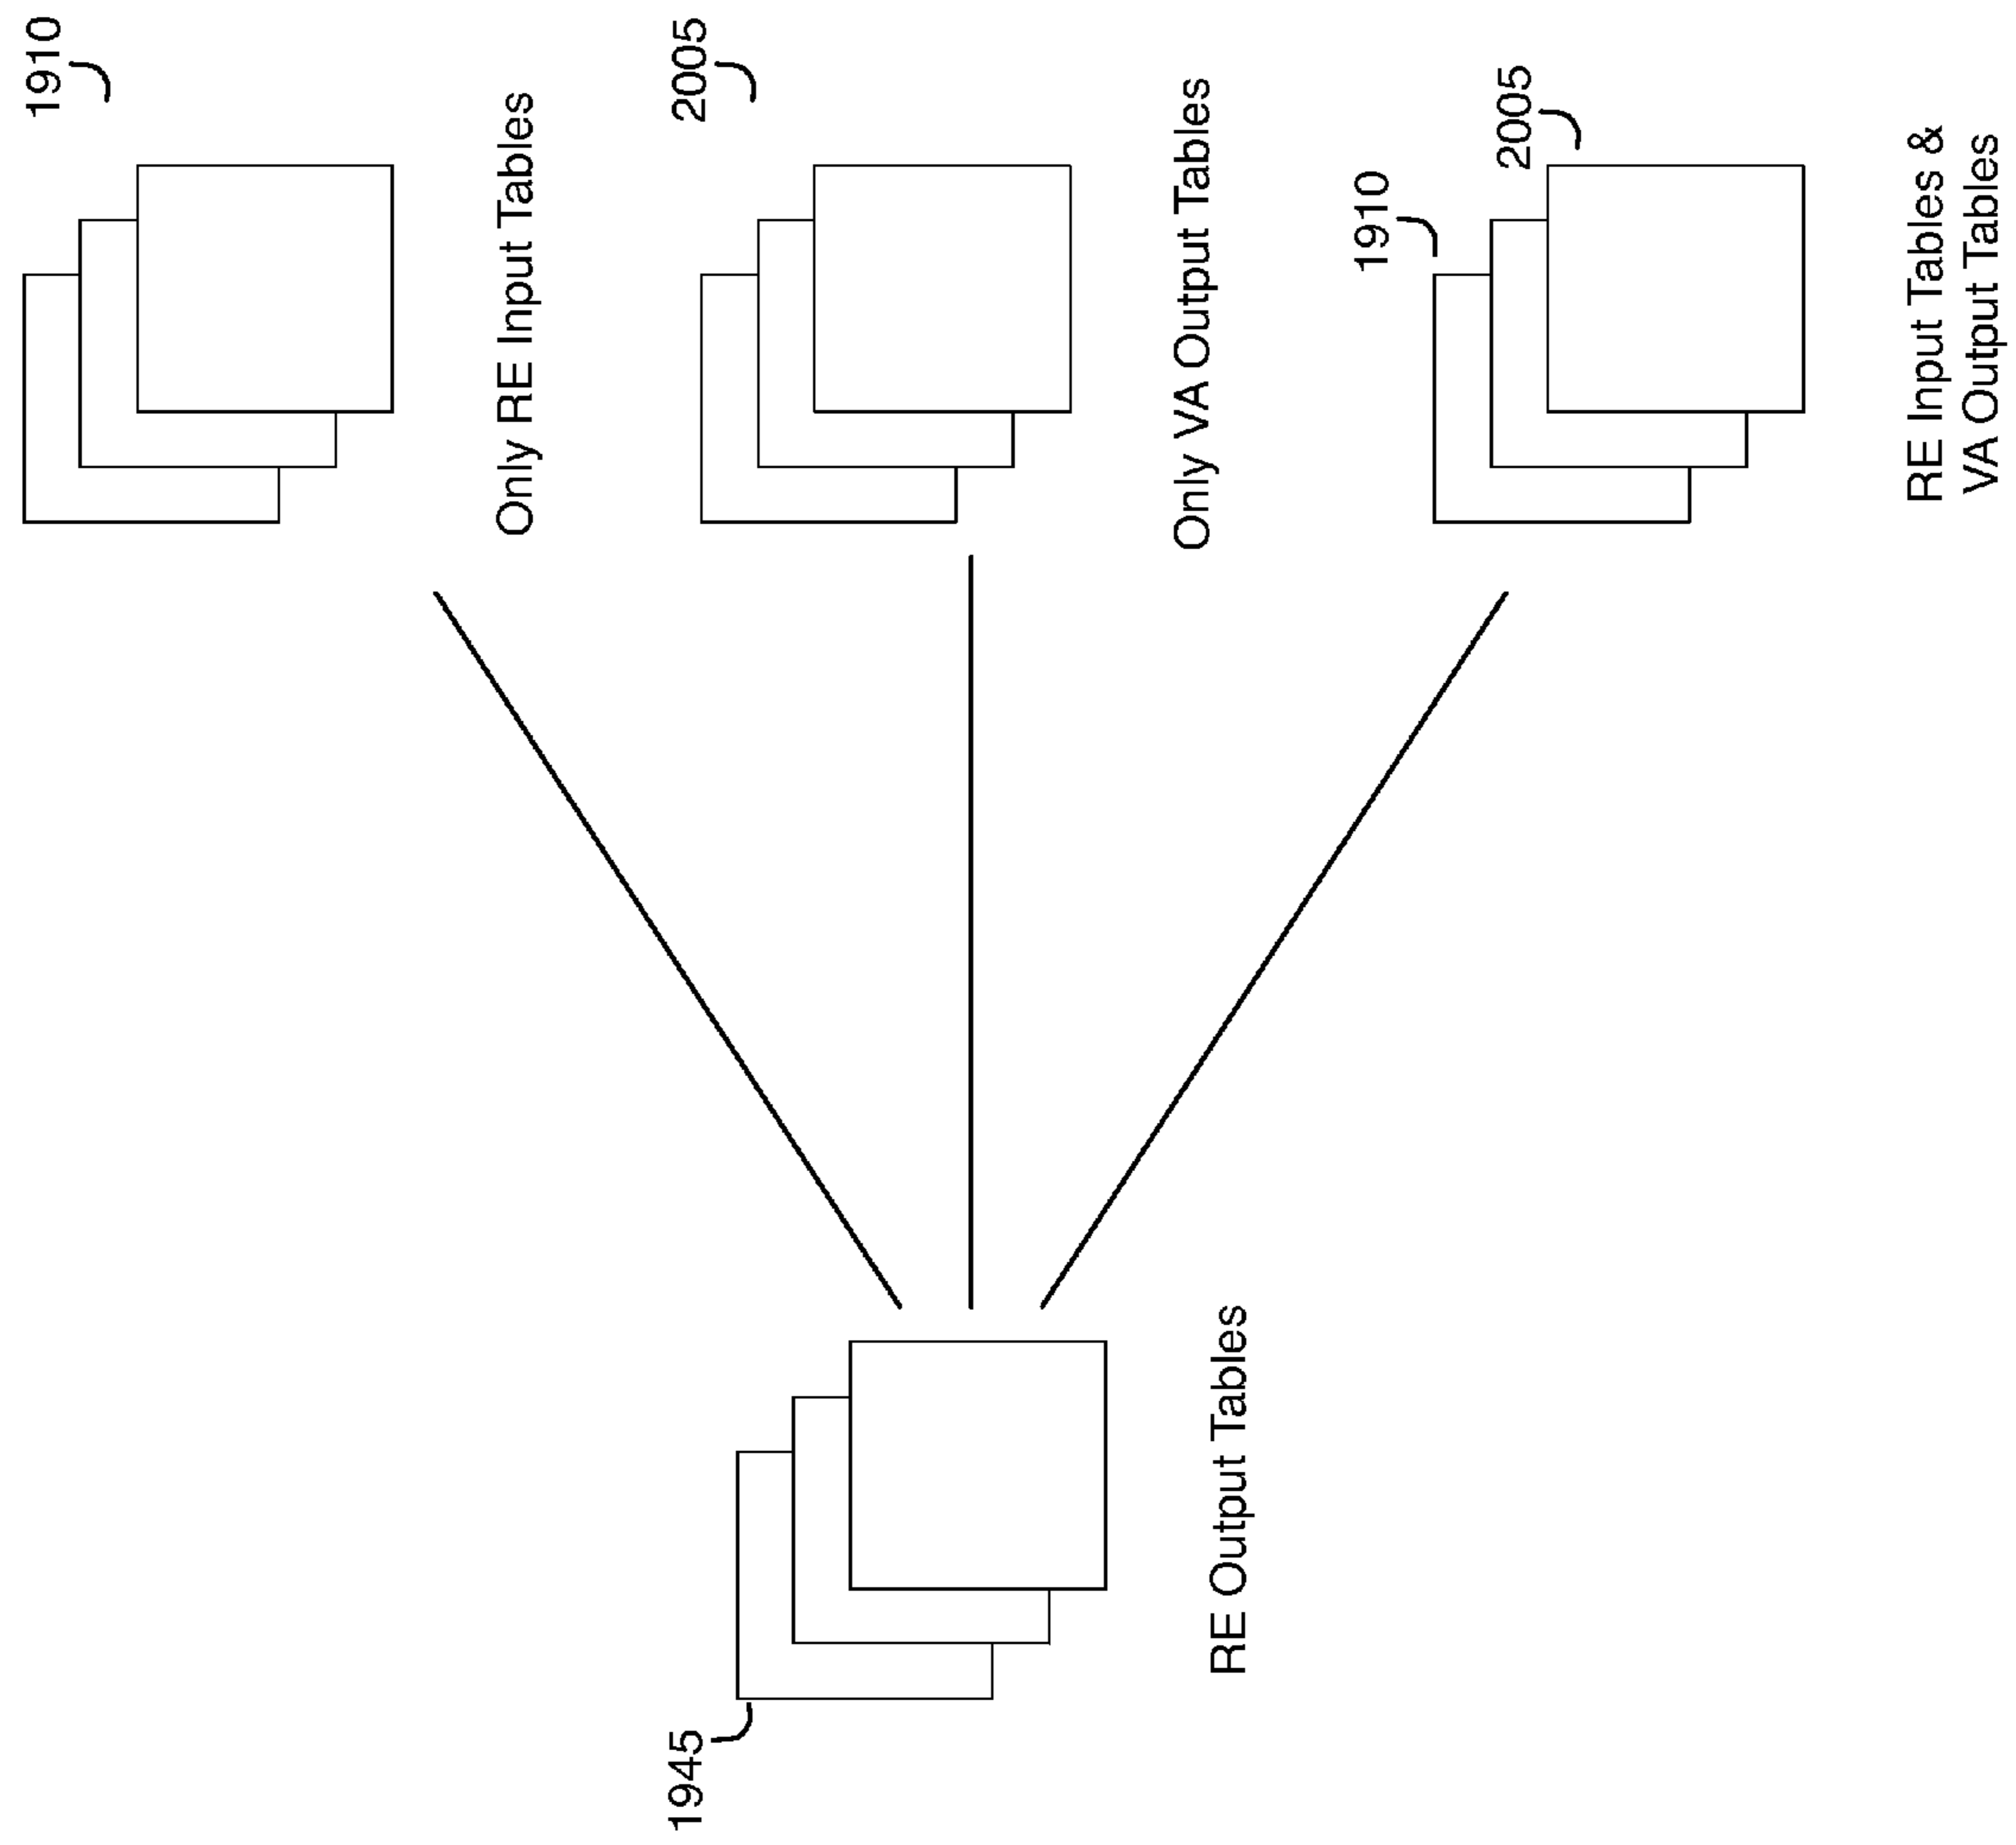 1910
Only RE Input Tables
1945
2005
Only VA Output Tables
RE Output Tables
1910
2005
RE Input Tables &
VA Output Tables